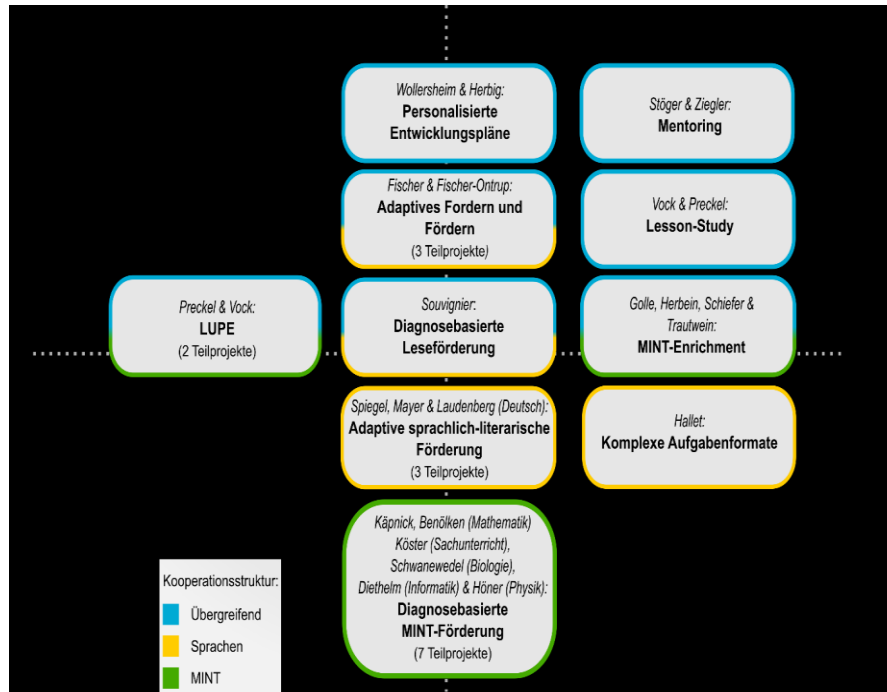 Wollersheim & Herbig:
Personalisierte
Entwicklungspläne
Stöger & Ziegler:
Mentoring
Fischer & Fischer-Ontrup:
Adaptives Fordern und
Fördern
(3 Teilprojekte)
Vock & Preckel:
Lesson-Study
Preckel & Vock:
LUPE
(2 Teilprojekte)
Souvignier:
Diagnosebasierte
Leseförderung
Golle, Herbein, Schiefer &
Trautwein:
MINT-Enrichment
Spiegel, Mayer & Laudenberg (Deutsch):
Adaptive sprachlich-literarische
Förderung
(3 Teilprojekte)
Hallet:
Komplexe Aufgabenformate
Käpnick, Benölken (Mathematik)
Köster (Sachunterricht),
Schwanewedel (Biologie),
Diethelm (Informatik) & Höner (Physik):
Diagnosebasierte
MINT-Förderung
(7 Teilprojekte)
Kooperationsstruktur:
Übergreifend
Sprachen
MINT